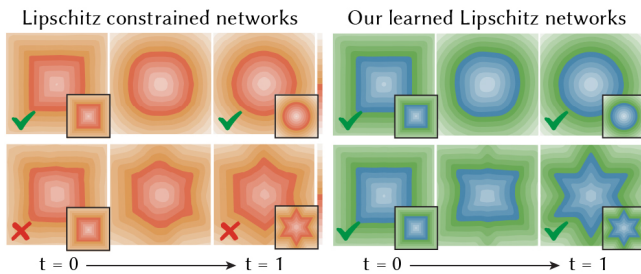 Lipschitz constrained networks
Our learned Lipschitz networks
t = 0
t = 1
t = 0
t = 1